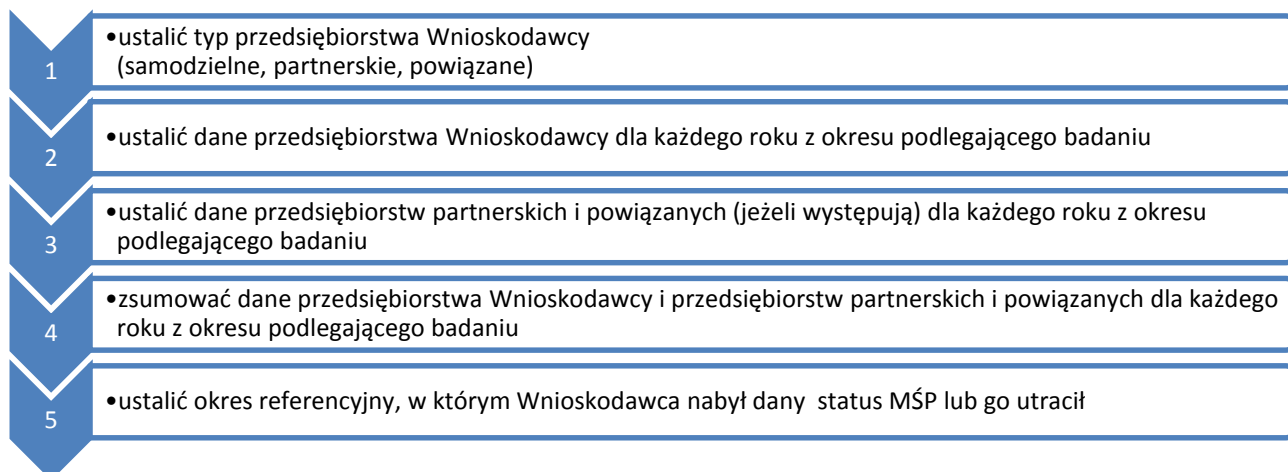 1
•ustalić typ przedsiębiorstwa Wnioskodawcy
(samodzielne, partnerskie, powiązane)
2
•ustalić dane przedsiębiorstwa Wnioskodawcy dla każdego roku z okresu podlegającego badaniu
3
•ustalić dane przedsiębiorstw partnerskich i powiązanych (jeżeli występują) dla każdego roku z okresu
podlegającego badaniu
4
•zsumować dane przedsiębiorstwa Wnioskodawcy i przedsiębiorstw partnerskich i powiązanych dla każdego
roku z okresu podlegającego badaniu
5
•ustalić okres referencyjny, w którym Wnioskodawca nabył dany status MŚP lub go utracił